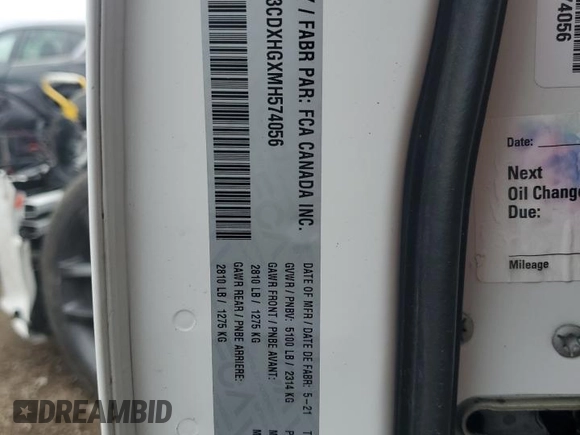 / FABR PAR: FCA CANADA INC.
3CDXHGXMH574056
DATE OF MFR / DATE DE FABR: 5-21
GVWR / PNBV: 5100 LB / 2314 KG
GAWR FRONT / PNBE AVANT:
2810 LB / 1275 KG
GAWR REAR / PNBE ARRIERE:
2810 LB / 1275 KG
74056
Date:
Next
Oil Change
Due:
Mileage
DREAMBID